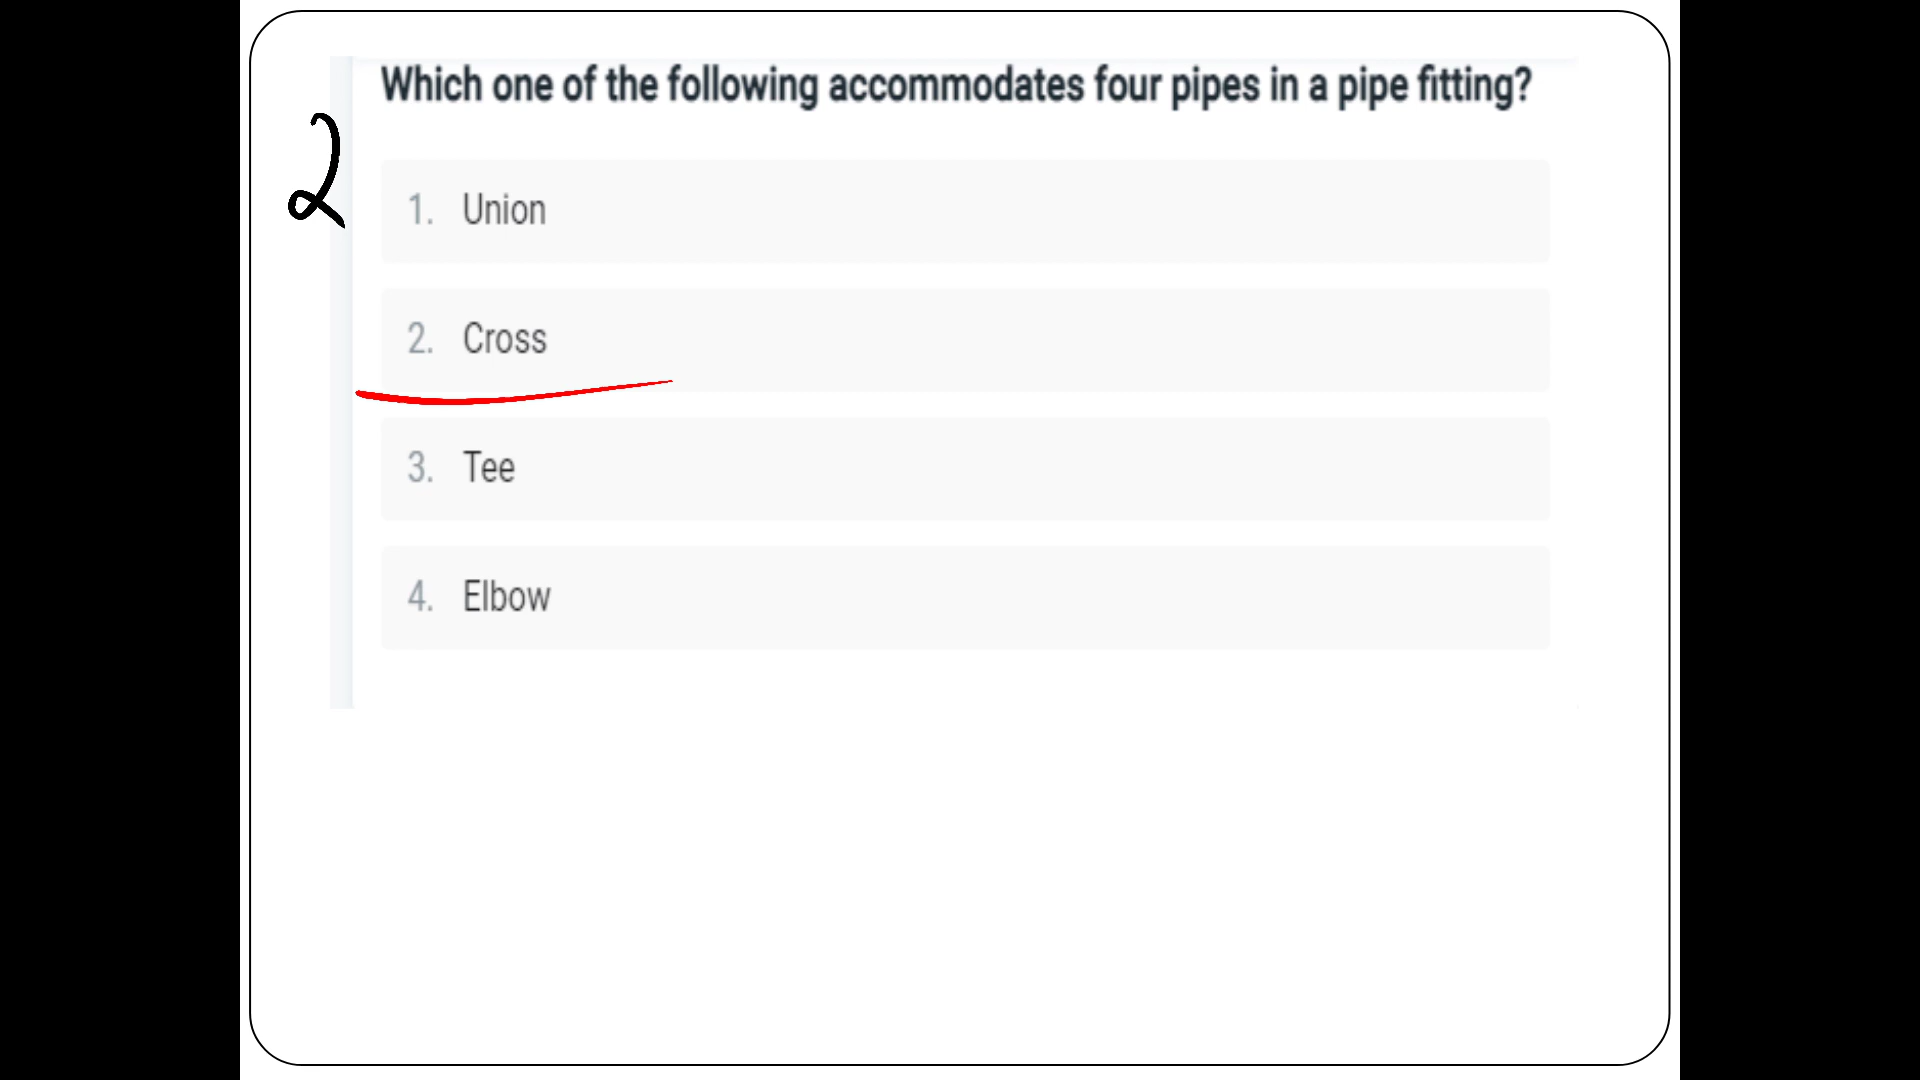 Which one of the following accommodates four pipes in a pipe fitting?
2
1. Union
2. Cross
3. Tee
4. Elbow